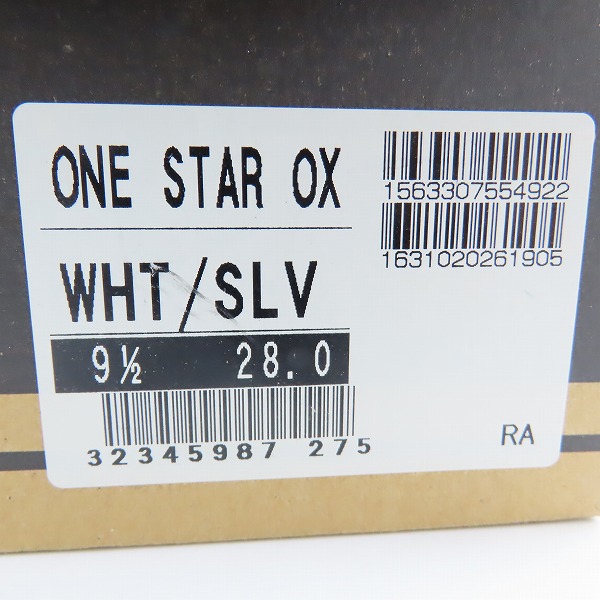 ONE STAR OX
1563307554922
1631020261905
WHT/SLV
9½ 28.0
32345987 275
RA